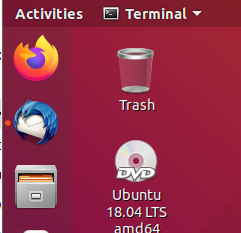 Activities
Terminal
Trash
DVD
Ubuntu
18.04 LTS
amd64